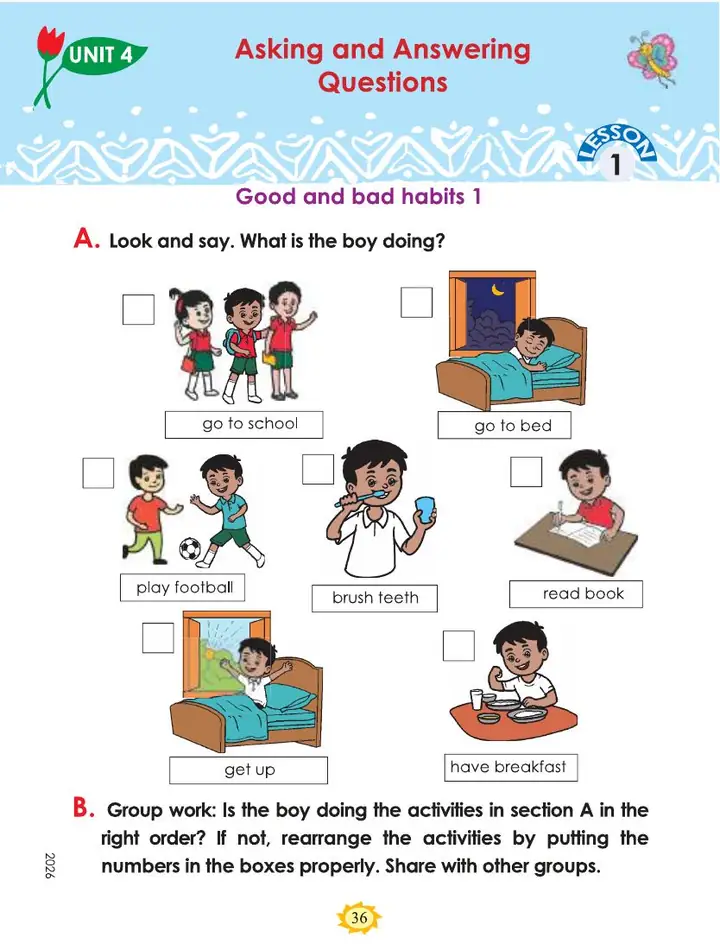 UNIT 4
Asking and Answering
Questions
LESSON
1
Good and bad habits 1
A. Look and say. What is the boy doing?
go to school
go to bed
play football
brush teeth
read book
get up
have breakfast
B. Group work: Is the boy doing the activities in section A in the
right order? If not, rearrange the activities by putting the
numbers in the boxes properly. Share with other groups.
2026
36